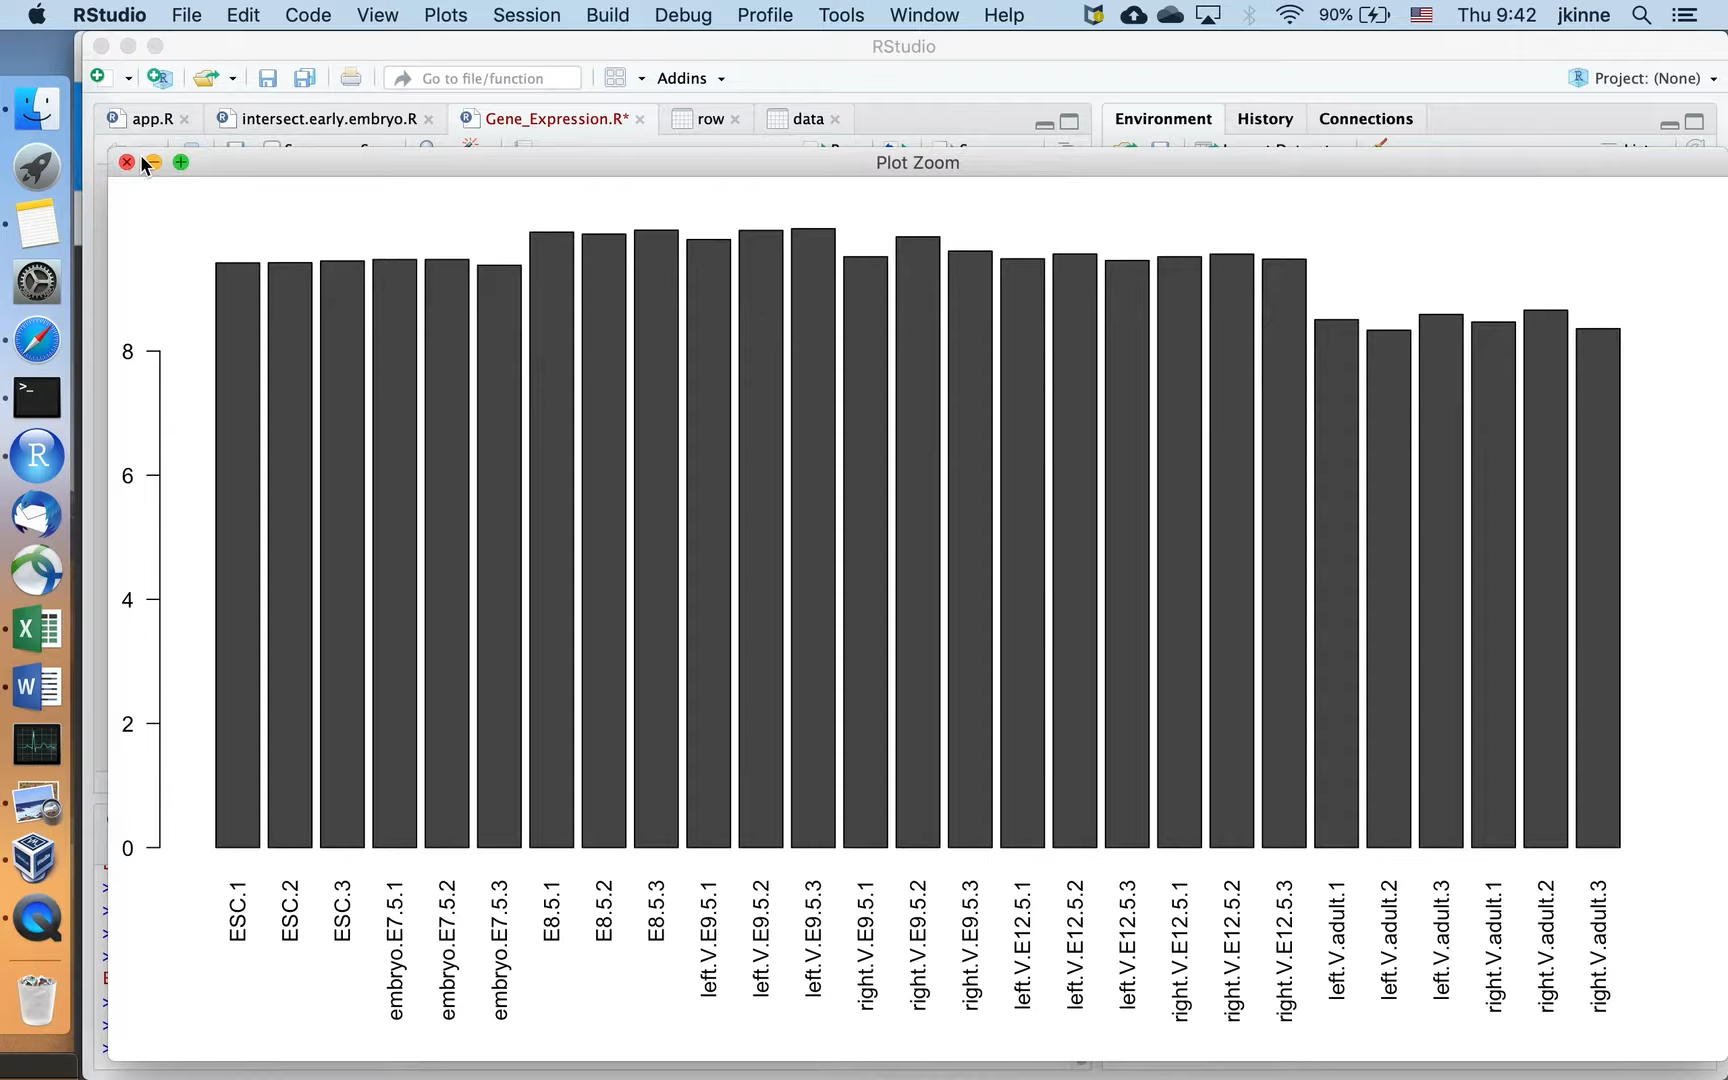 RStudio File Edit Code View Plots Session Build Debug Profile Tools Window Help 90% Thu 9:42 jkinne
RStudio
Go to file/function Addins Project: (None)
app.R intersect.early.embryo.R Gene_Expression.R* row data Environment History Connections
Plot Zoom
8
6
4
2
0
ESC.1 ESC.2 ESC.3 embryo.E7.5.1 embryo.E7.5.2 embryo.E7.5.3 E8.5.1 E8.5.2 E8.5.3 left.V.E9.5.1 left.V.E9.5.2 left.V.E9.5.3 right.V.E9.5.1 right.V.E9.5.2 right.V.E9.5.3 left.V.E12.5.1 left.V.E12.5.2 left.V.E12.5.3 right.V.E12.5.1 right.V.E12.5.2 right.V.E12.5.3 left.V.adult.1 left.V.adult.2 left.V.adult.3 right.V.adult.1 right.V.adult.2 right.V.adult.3